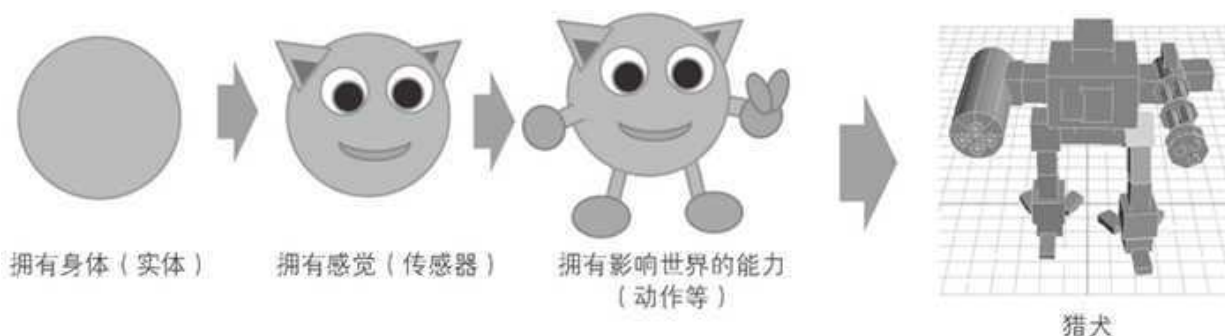 拥有身体（实体）
拥有感觉（传感器）
拥有影响世界的能力
（动作等）
猎犬